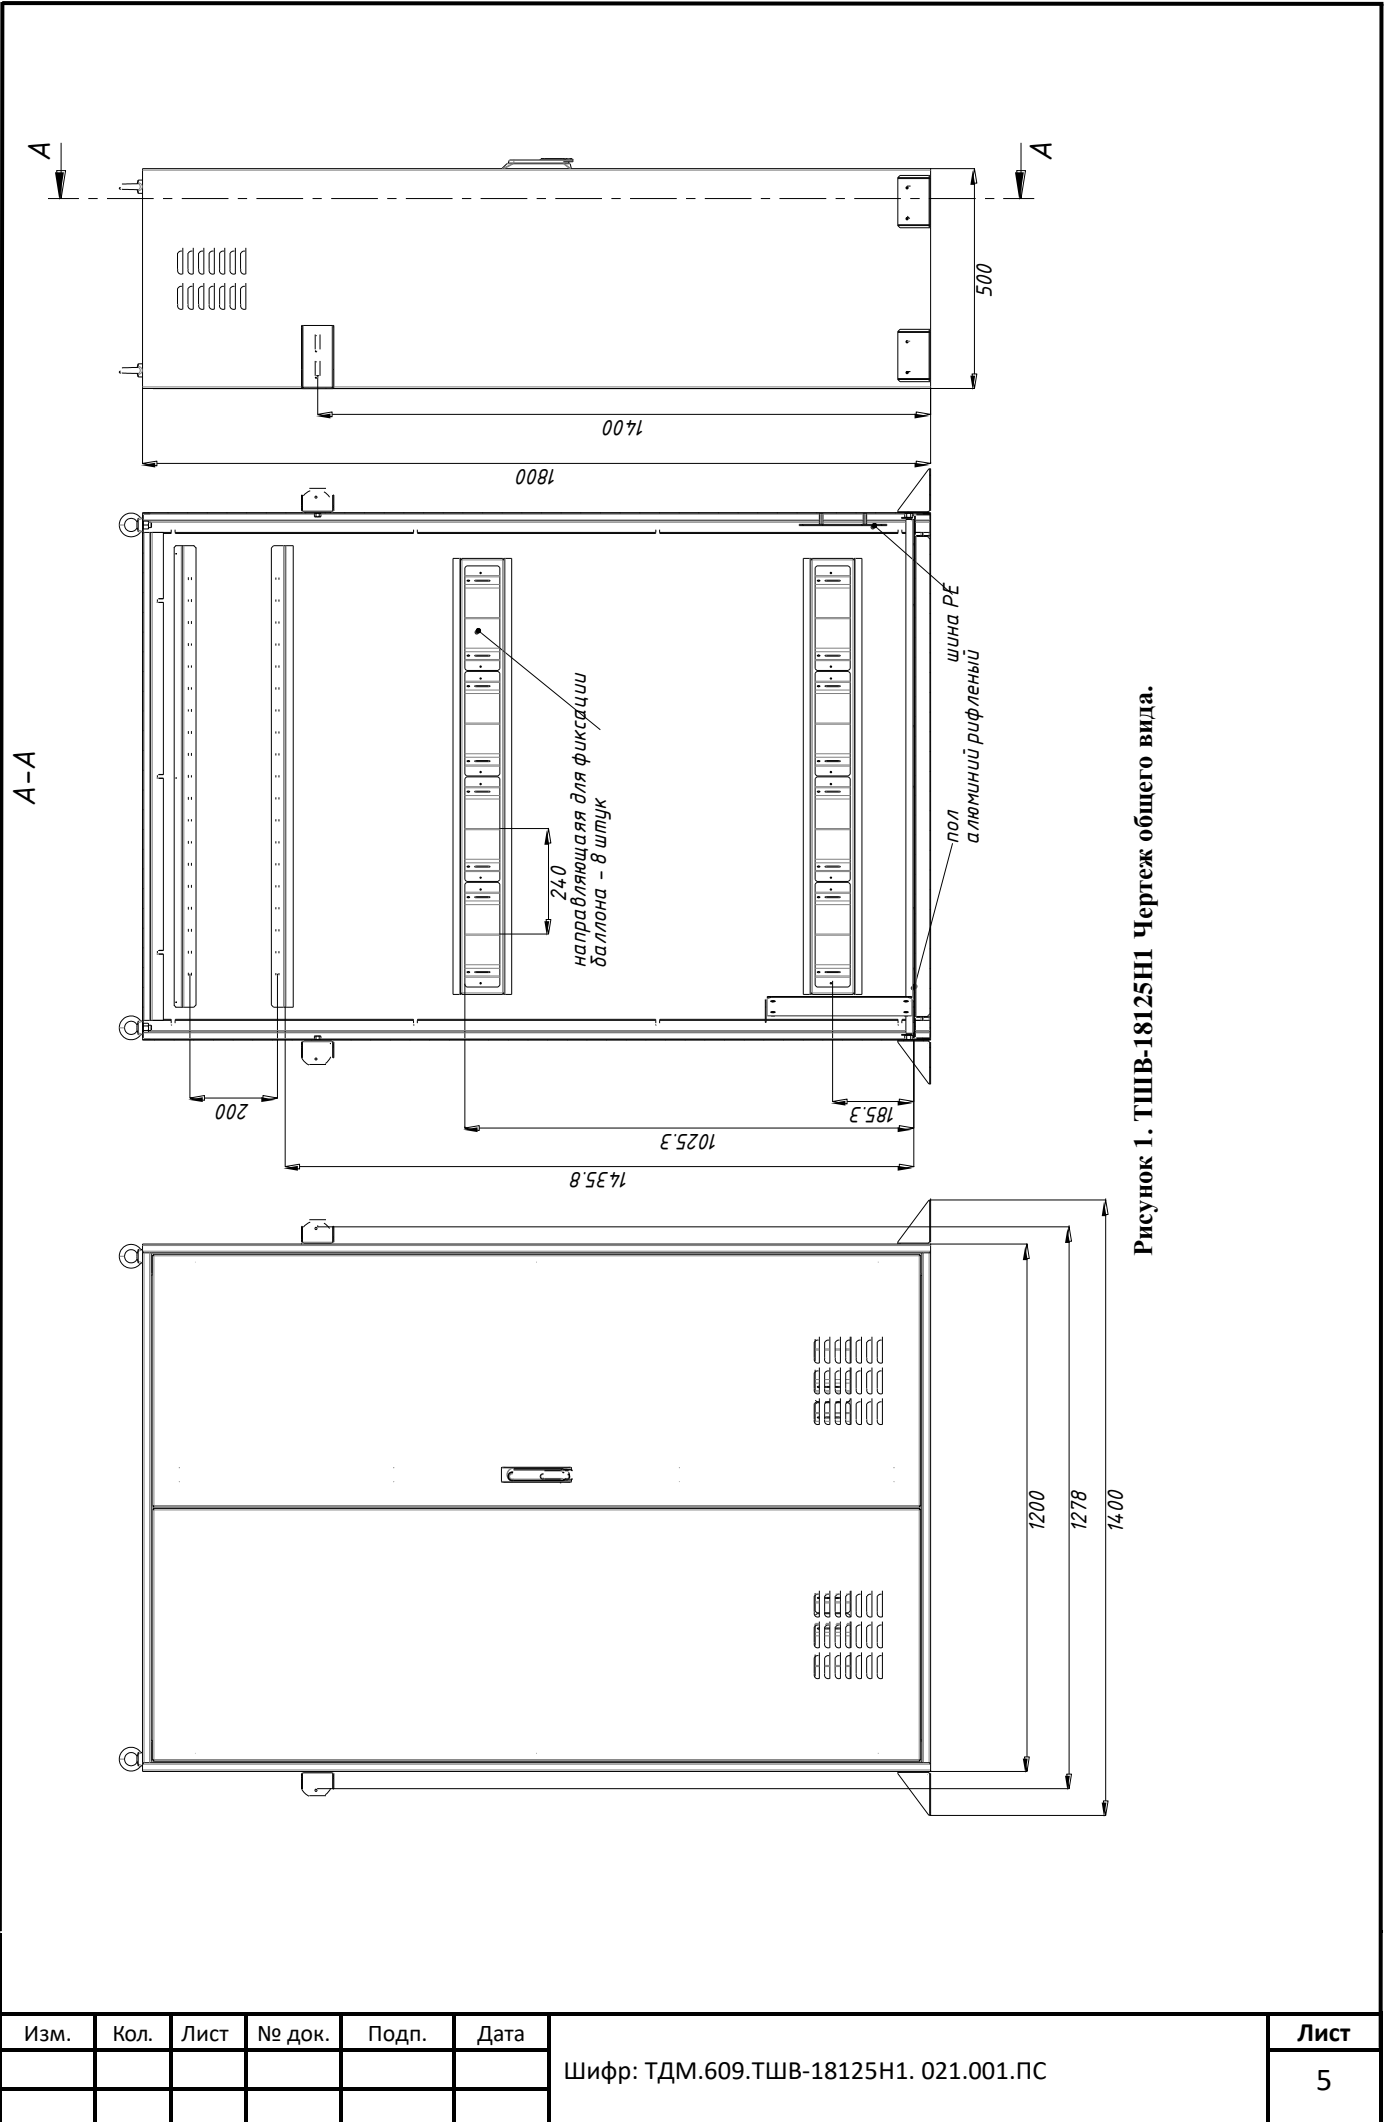 А-А
А
А
500
1400
1800
шина РЕ
пол
алюминий рифленый
направляющаяя для фиксации
баллона - 8 штук
240
200
185.3
1025.3
1435.8
1200
1278
1400
Рисунок 1. ТШВ-18125Н1 Чертеж общего вида.
Изм. Кол. Лист № док. Подп. Дата
Шифр: ТДМ.609.ТШВ-18125Н1. 021.001.ПС
Лист
5